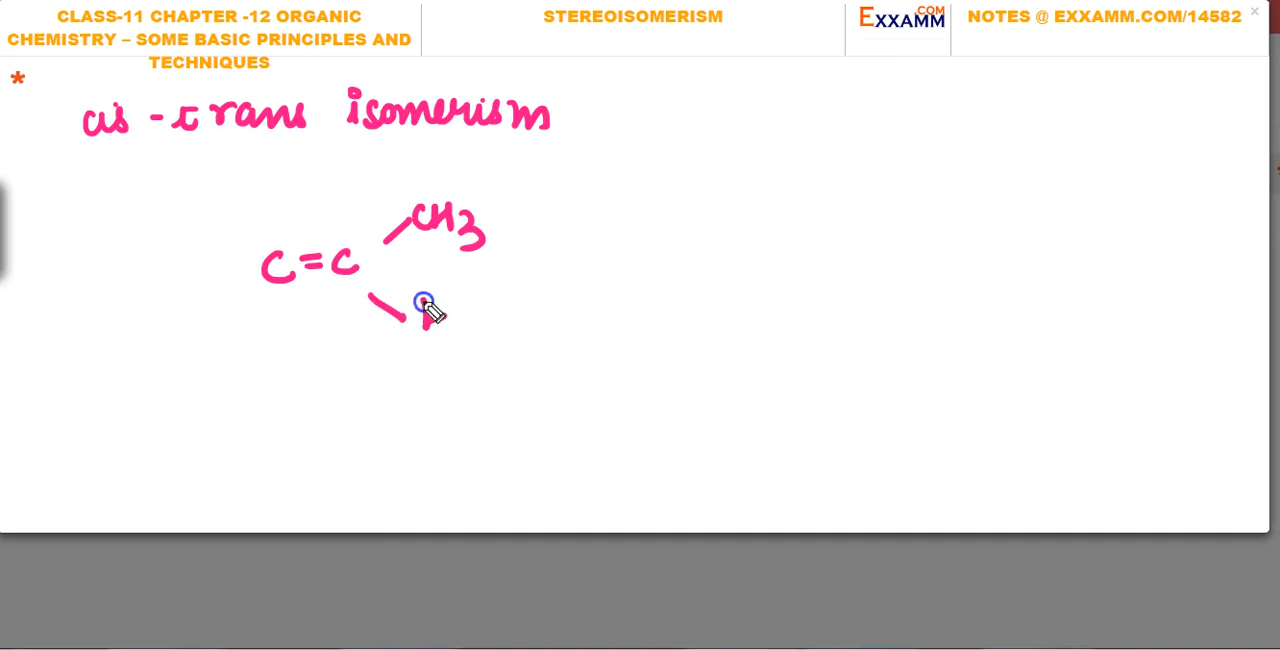 CLASS-11 CHAPTER -12 ORGANIC
CHEMISTRY – SOME BASIC PRINCIPLES AND
TECHNIQUES
STEREOISOMERISM
EXXAMM
.COM
NOTES @ EXXAMM.COM/14582
×
*
cis - trans isomerism
CH3
C=C